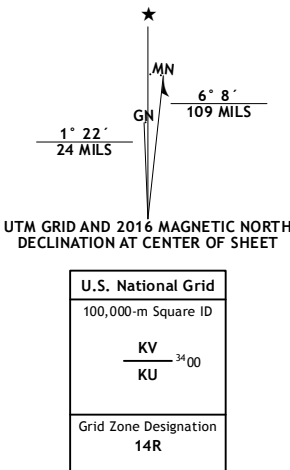 ★
MN
GN
6° 8´
109 MILS
1° 22´
24 MILS
UTM GRID AND 2016 MAGNETIC NORTH
DECLINATION AT CENTER OF SHEET
U.S. National Grid
100,000-m Square ID
KV
3400
KU
Grid Zone Designation
14R